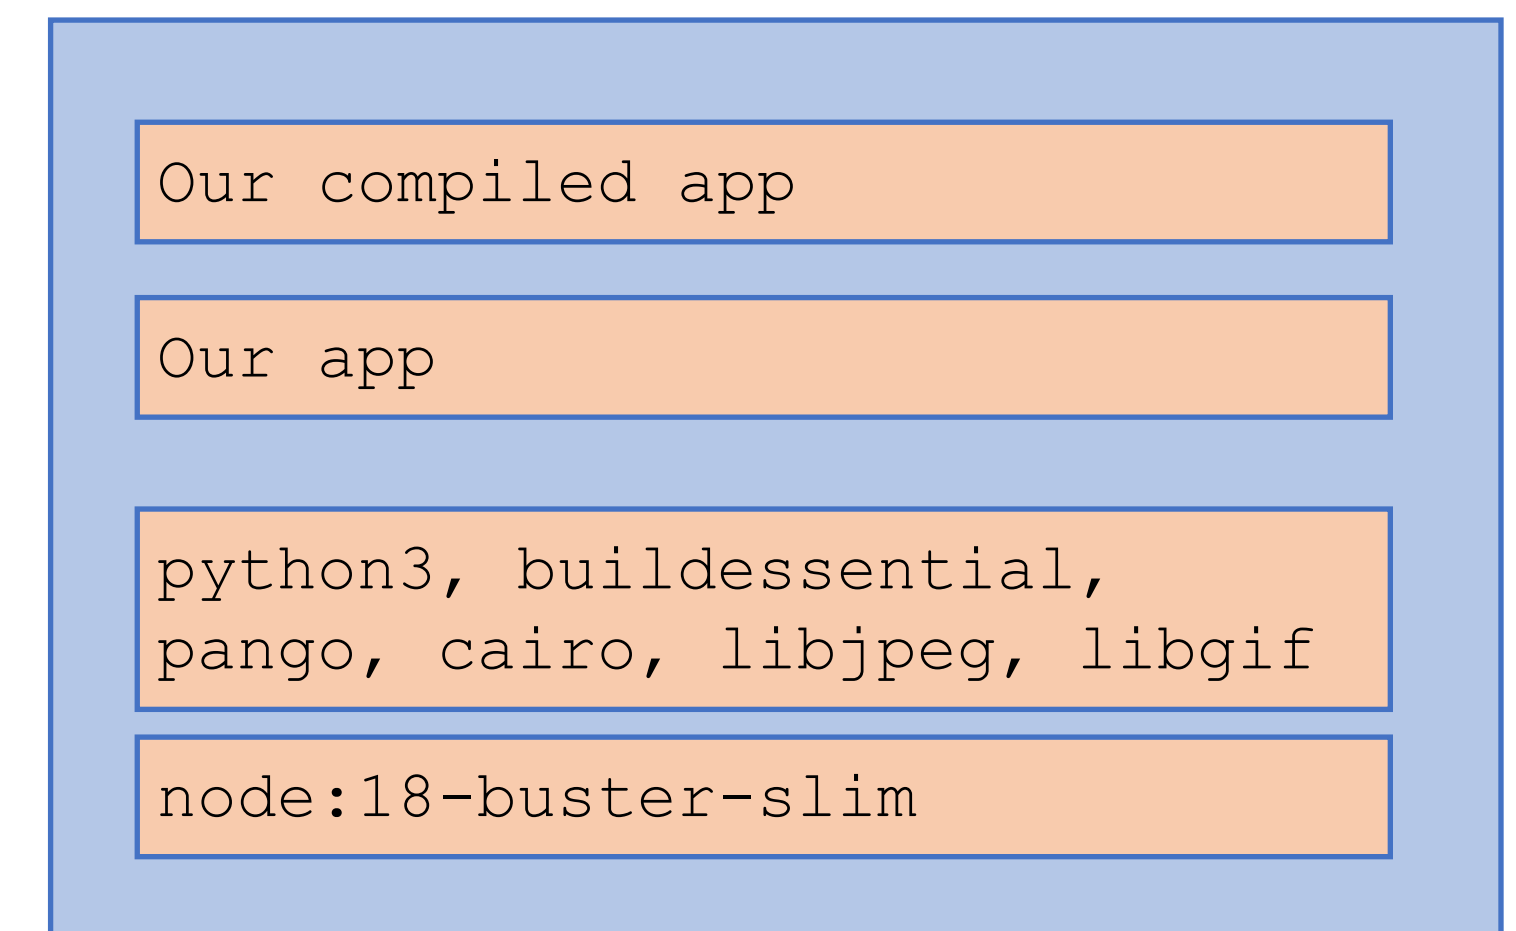 Our compiled app
Our app
python3, buildessential,
pango, cairo, libjpeg, libgif
node:18-buster-slim